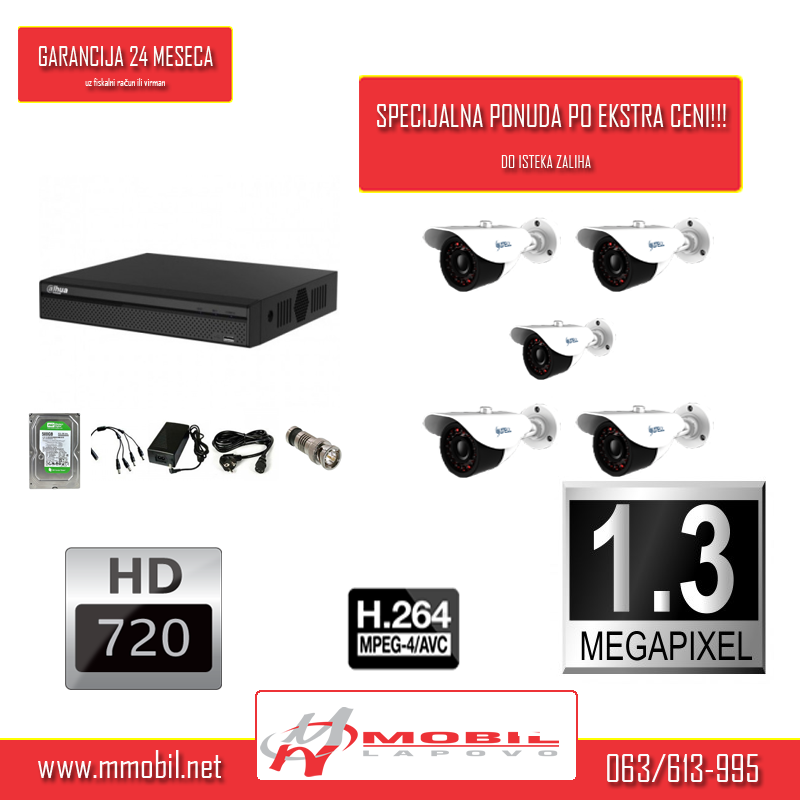 GARANCIJA 24 MESECA
uz fiskalni račun ili virman
SPECIJALNA PONUDA PO EKSTRA CENI!!!
DO ISTEKA ZALIHA
alhua
HD
720
H.264
MPEG-4/AVC
1.3
MEGAPIXEL
MOBIL
LAPOVO
www.mmobil.net
063/613-995